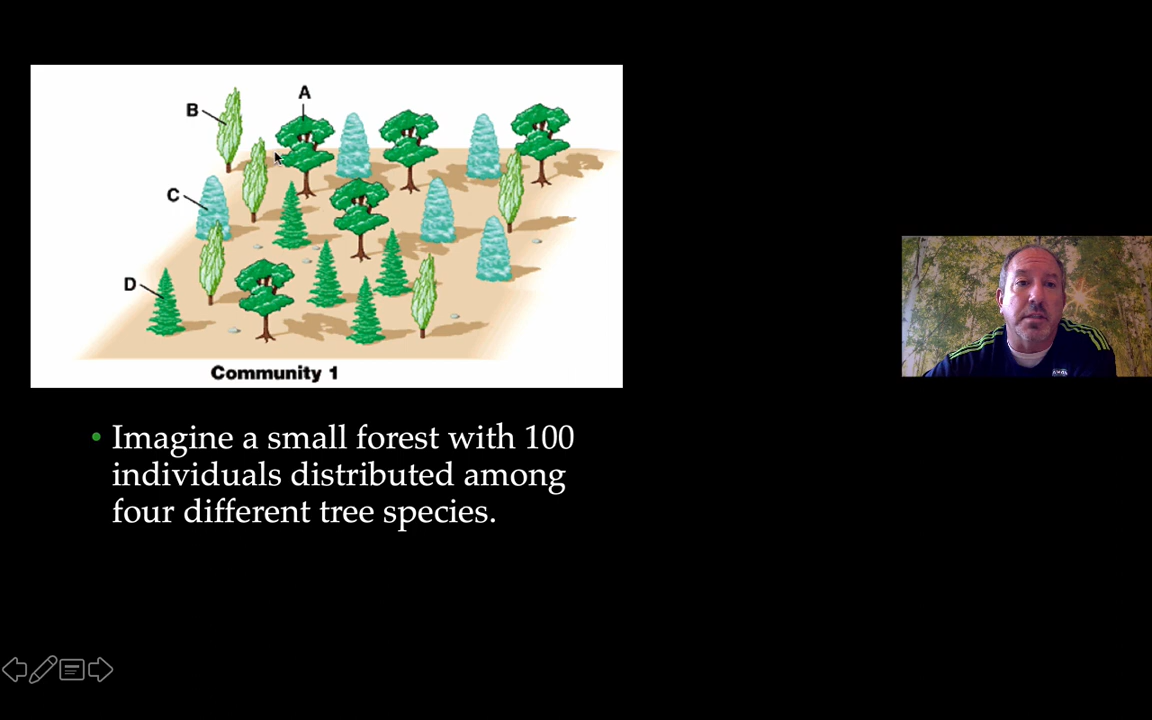 A
B
C
D
Community 1
• Imagine a small forest with 100
individuals distributed among
four different tree species.